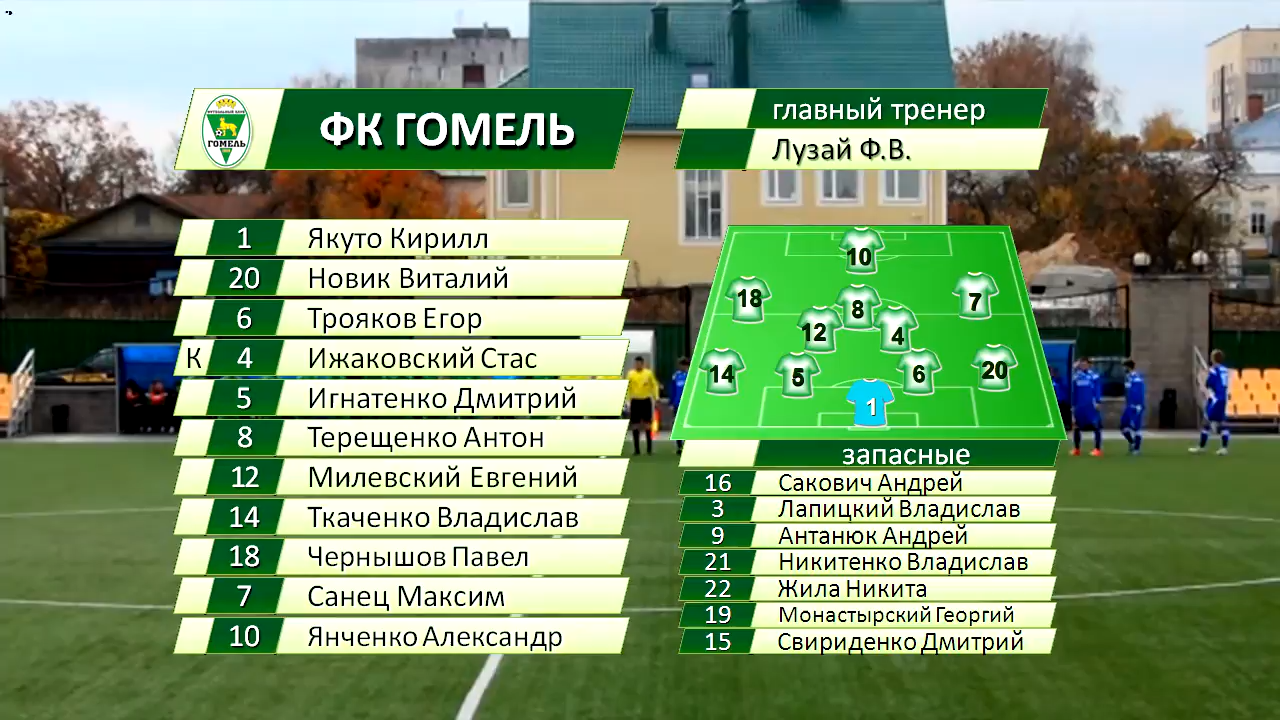 ФУТБОЛЬНЫЙ КЛУБ
ГОМЕЛЬ
ФК ГОМЕЛЬ
1 Якуто Кирилл
20 Новик Виталий
6 Трояков Егор
К 4 Ижаковский Стас
5 Игнатенко Дмитрий
8 Терещенко Антон
12 Милевский Евгений
14 Ткаченко Владислав
18 Чернышов Павел
7 Санец Максим
10 Янченко Александр
главный тренер
Лузай Ф.В.
10
18 8 7
12 4
14 5 6 20
1
запасные
16 Сакович Андрей
3 Лапицкий Владислав
9 Антанюк Андрей
21 Никитенко Владислав
22 Жила Никита
19 Монастырский Георгий
15 Свириденко Дмитрий